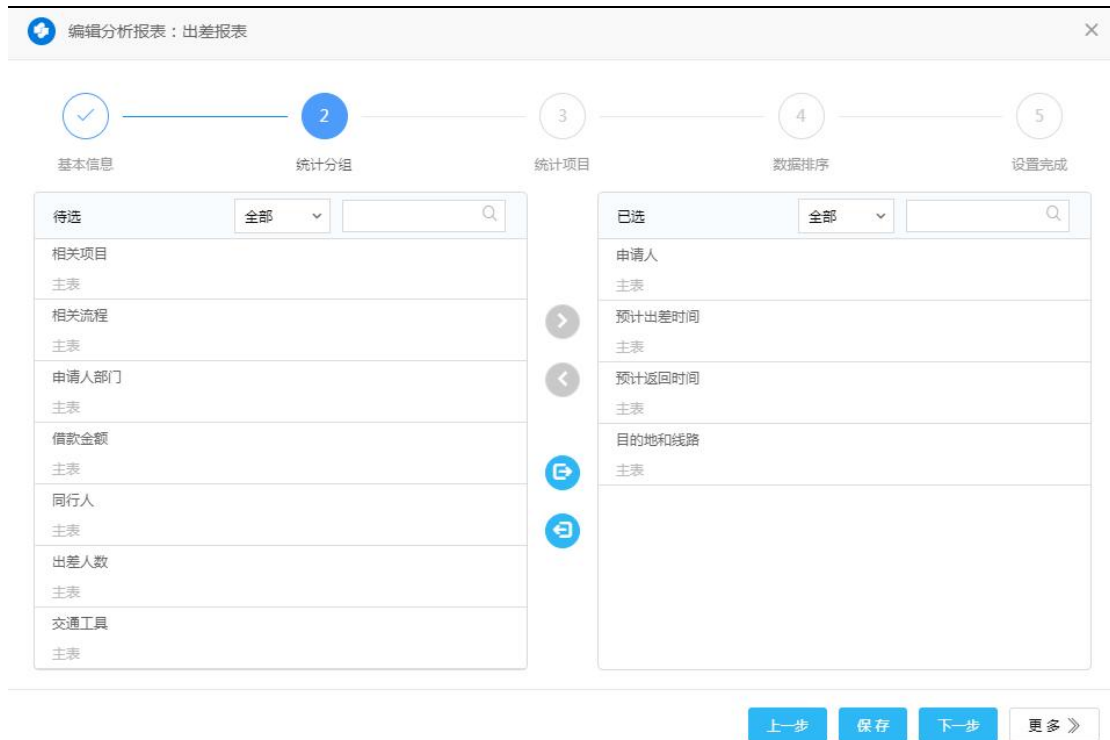 编辑分析报表：出差报表
2
3
4
5
基本信息
统计分组
统计项目
数据排序
设置完成
待选
全部
已选
全部
相关项目
主表
相关流程
主表
申请人部门
主表
借款金额
主表
同行人
主表
出差人数
主表
交通工具
主表
申请人
主表
预计出差时间
主表
预计返回时间
主表
目的地和线路
主表
上一步
保存
下一步
更多》